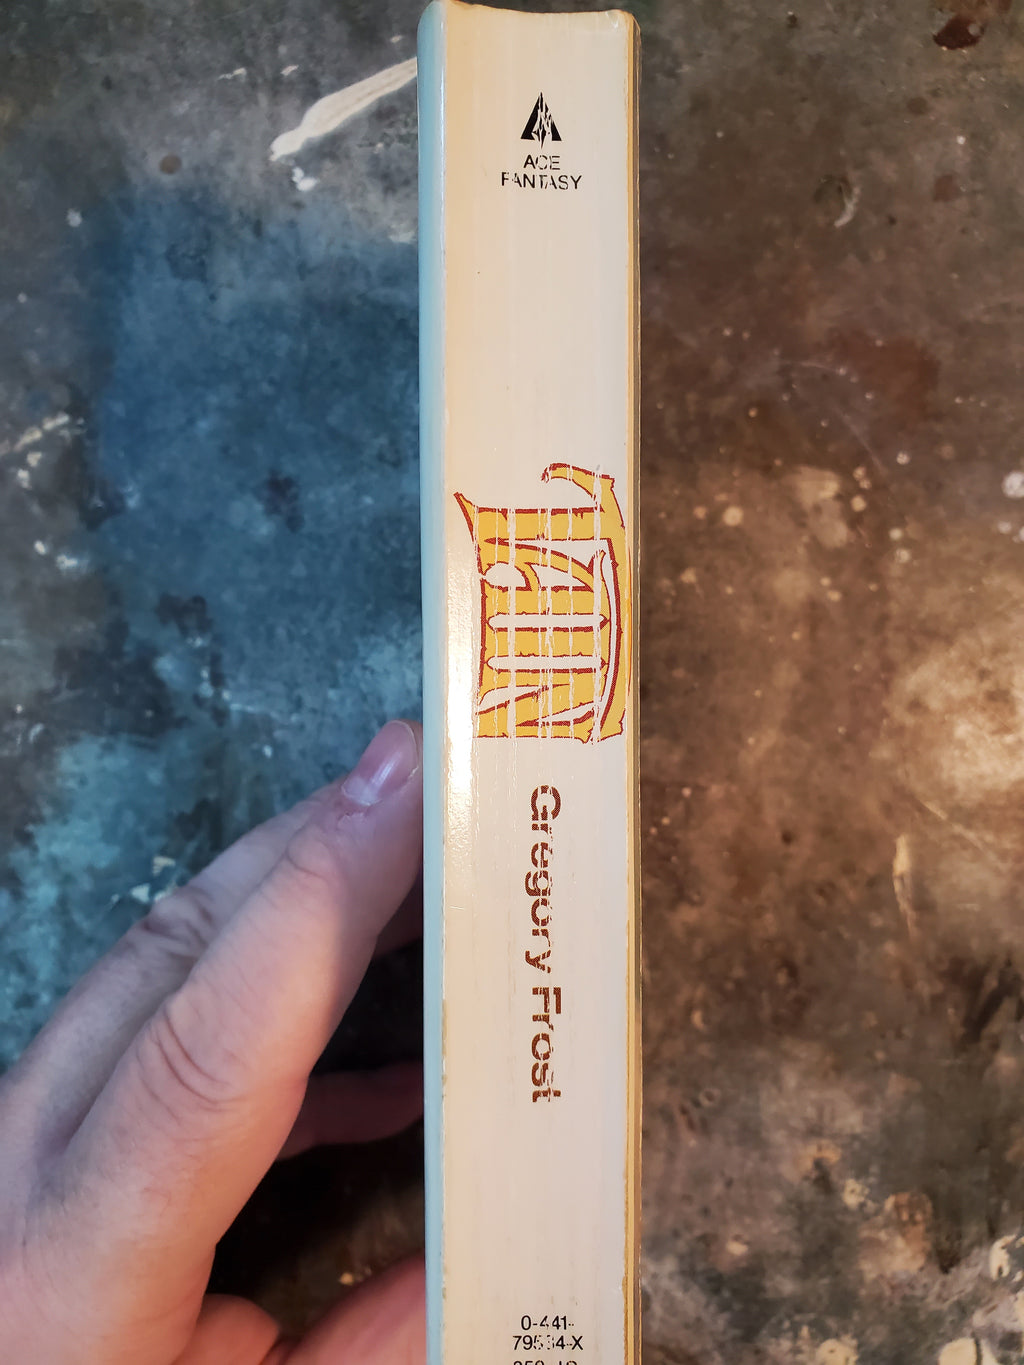 ACE
FANTASY
TAIN
Gregory Frost
0-441-
79534-X